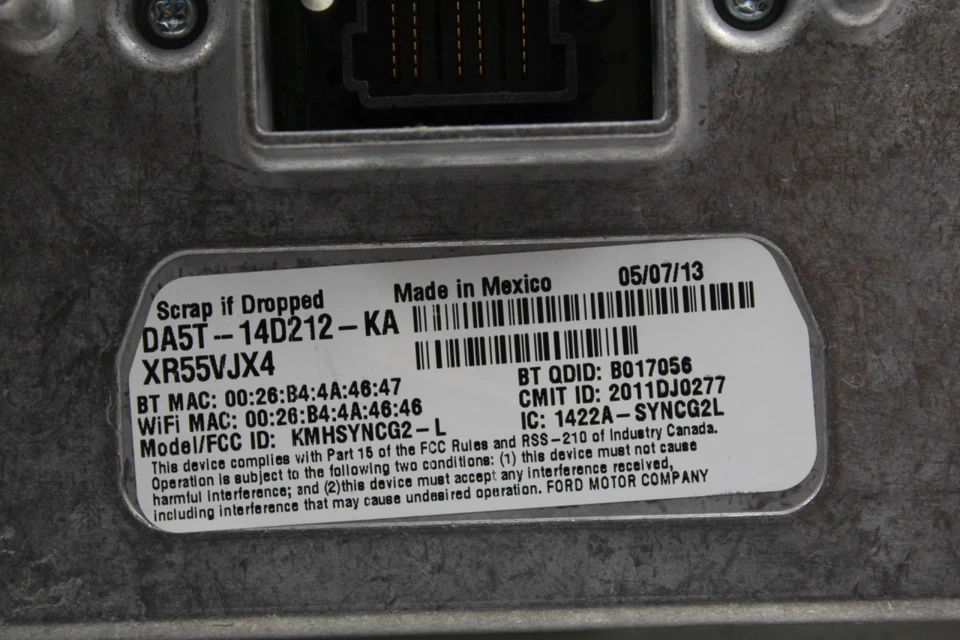 Scrap if Dropped Made in Mexico 05/07/13
DA5T--14D212-KA
XR55VJX4
BT MAC: 00:26:B4:4A:46:47 BT QDID: B017056
WiFi MAC: 00:26:B4:4A:46:46 CMIT ID: 2011DJ0277
Model/FCC ID: KMHSYNCG2-L IC: 1422A-SYNCG2L
This device complies with Part 15 of the FCC Rules and RSS-210 of Industry Canada.
Operation is subject to the following two conditions: (1) this device must not cause
harmful interference; and (2)this device must accept any interference received,
including interference that may cause undesired operation. FORD MOTOR COMPANY